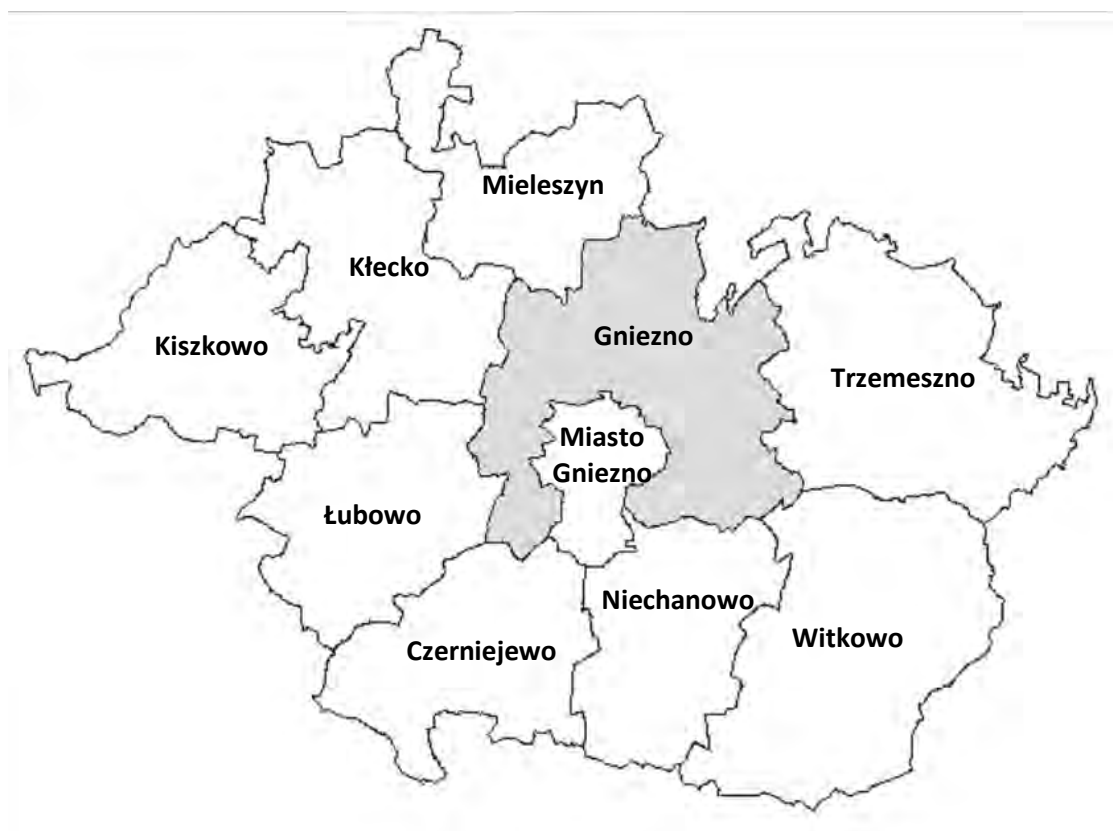 Mieleszyn
Kłecko
Gniezno
Kiszkowo
Trzemeszno
Miasto
Gniezno
Łubowo
Niechanowo
Witkowo
Czerniejewo